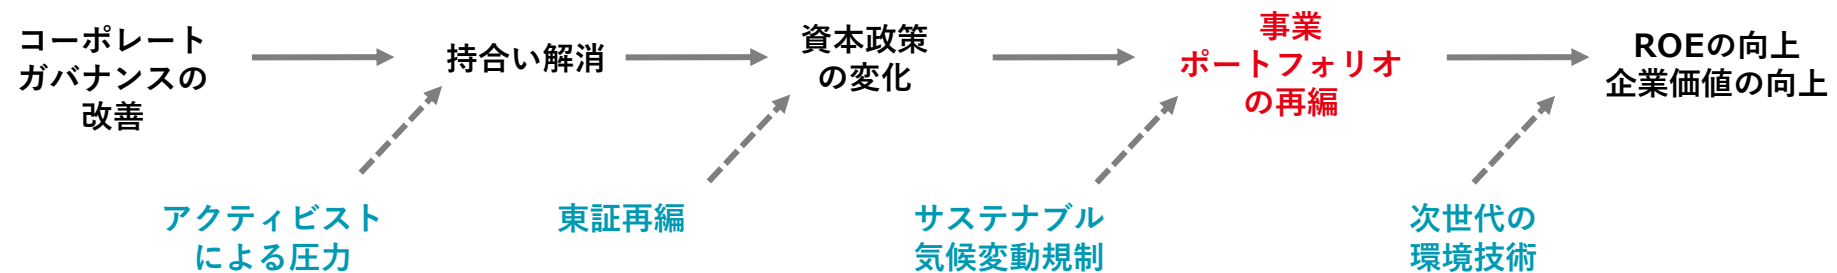 コーポレート
ガバナンスの
改善
持合い解消
資本政策
の変化
事業
ポートフォリオ
の再編
ROEの向上
企業価値の向上
アクティビスト
による圧力
東証再編
サステナブル
気候変動規制
次世代の
環境技術